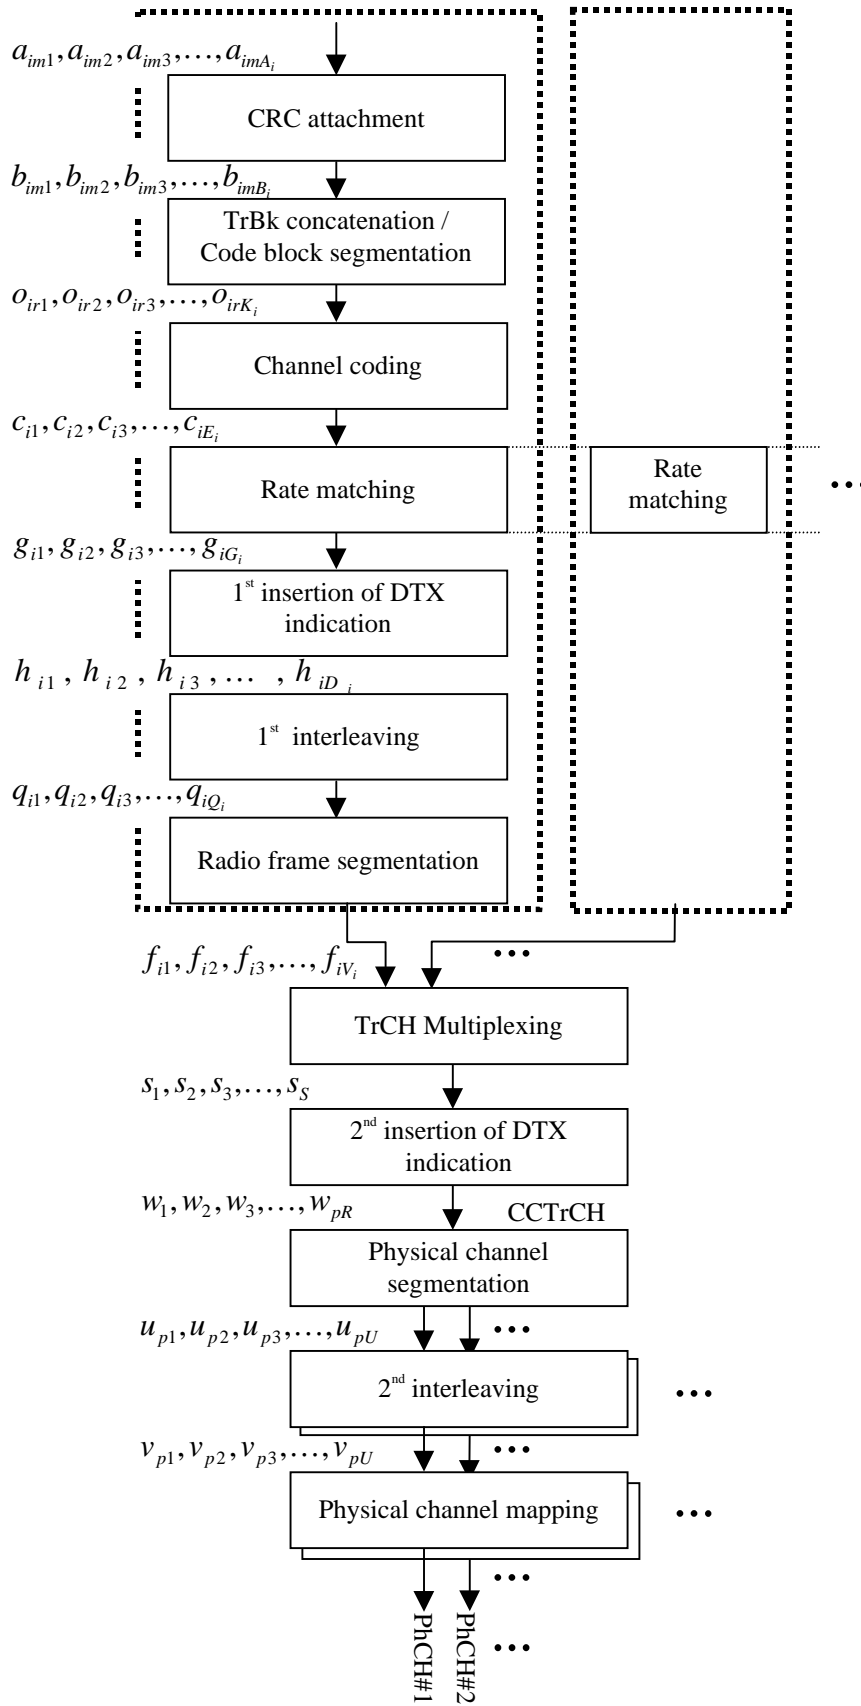 a_{im1}, a_{im2}, a_{im3}, ..., a_{imA_i}
CRC attachment
b_{im1}, b_{im2}, b_{im3}, ..., b_{imB_i}
TrBk concatenation /
Code block segmentation
o_{ir1}, o_{ir2}, o_{ir3}, ..., o_{irK_i}
Channel coding
c_{i1}, c_{i2}, c_{i3}, ..., c_{iE_i}
Rate matching
Rate
matching
...
g_{i1}, g_{i2}, g_{i3}, ..., g_{iG_i}
1st insertion of DTX
indication
h_{i1}, h_{i2}, h_{i3}, ..., h_{iD_i}
1st interleaving
q_{i1}, q_{i2}, q_{i3}, ..., q_{iQ_i}
Radio frame segmentation
f_{i1}, f_{i2}, f_{i3}, ..., f_{iV_i}
...
TrCH Multiplexing
s_1, s_2, s_3, ..., s_S
2nd insertion of DTX
indication
w_1, w_2, w_3, ..., w_{pR}
CCTrCH
Physical channel
segmentation
u_{p1}, u_{p2}, u_{p3}, ..., u_{pU}
...
2nd interleaving
...
v_{p1}, v_{p2}, v_{p3}, ..., v_{pU}
...
Physical channel mapping
...
...
PhCH#1
PhCH#2
...